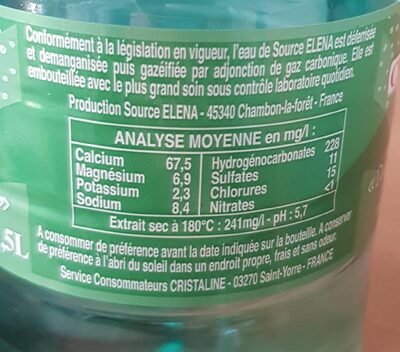 Conformément à la législation en vigueur, l'eau de Source ELENA est déferrisée
et démanganisée puis gazéifiée par adjonction de gaz carbonique. Elle est
embouteillée avec le plus grand soin sous contrôle laboratoire quotidien.
Production Source ELENA - 45340 Chambon-la-forêt - France
ANALYSE MOYENNE en mg/l :
Calcium 67,5 Hydrogénocarbonates 228
Magnésium 6,9 Sulfates 11
Potassium 2,3 Chlorures 15
Sodium 8,4 Nitrates <1
Extrait sec à 180°C : 241mg/l - pH : 5,7
,5L
A consommer de préférence avant la date indiquée sur la bouteille. A conserver
de préférence à l'abri du soleil dans un endroit propre, frais et sans odeur.
Service Consommateurs CRISTALINE - 03270 Saint-Yorre - FRANCE